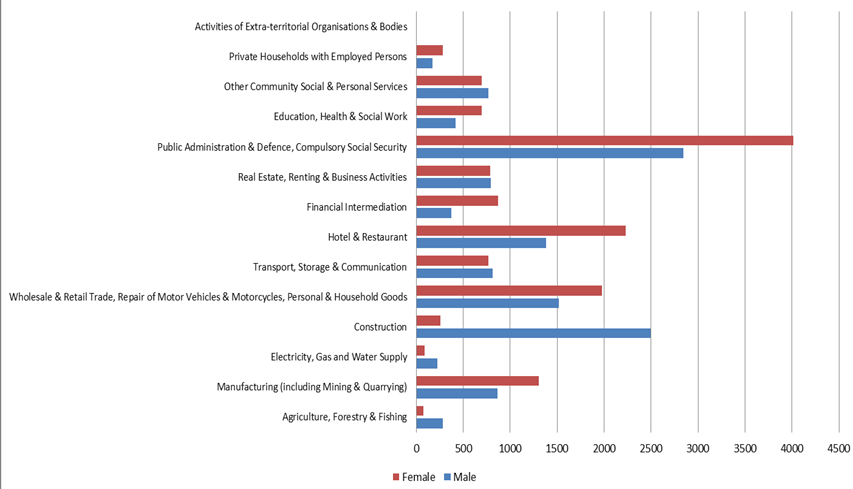 Activities of Extra-territorial Organisations & Bodies
Private Households with Employed Persons
Other Community Social & Personal Services
Education, Health & Social Work
Public Administration & Defence, Compulsory Social Security
Real Estate, Renting & Business Activities
Financial Intermediation
Hotel & Restaurant
Transport, Storage & Communication
Wholesale & Retail Trade, Repair of Motor Vehicles & Motorcycles, Personal & Household Goods
Construction
Electricity, Gas and Water Supply
Manufacturing (including Mining & Quarrying)
Agriculture, Forestry & Fishing
0 500 1000 1500 2000 2500 3000 3500 4000 4500
Female Male